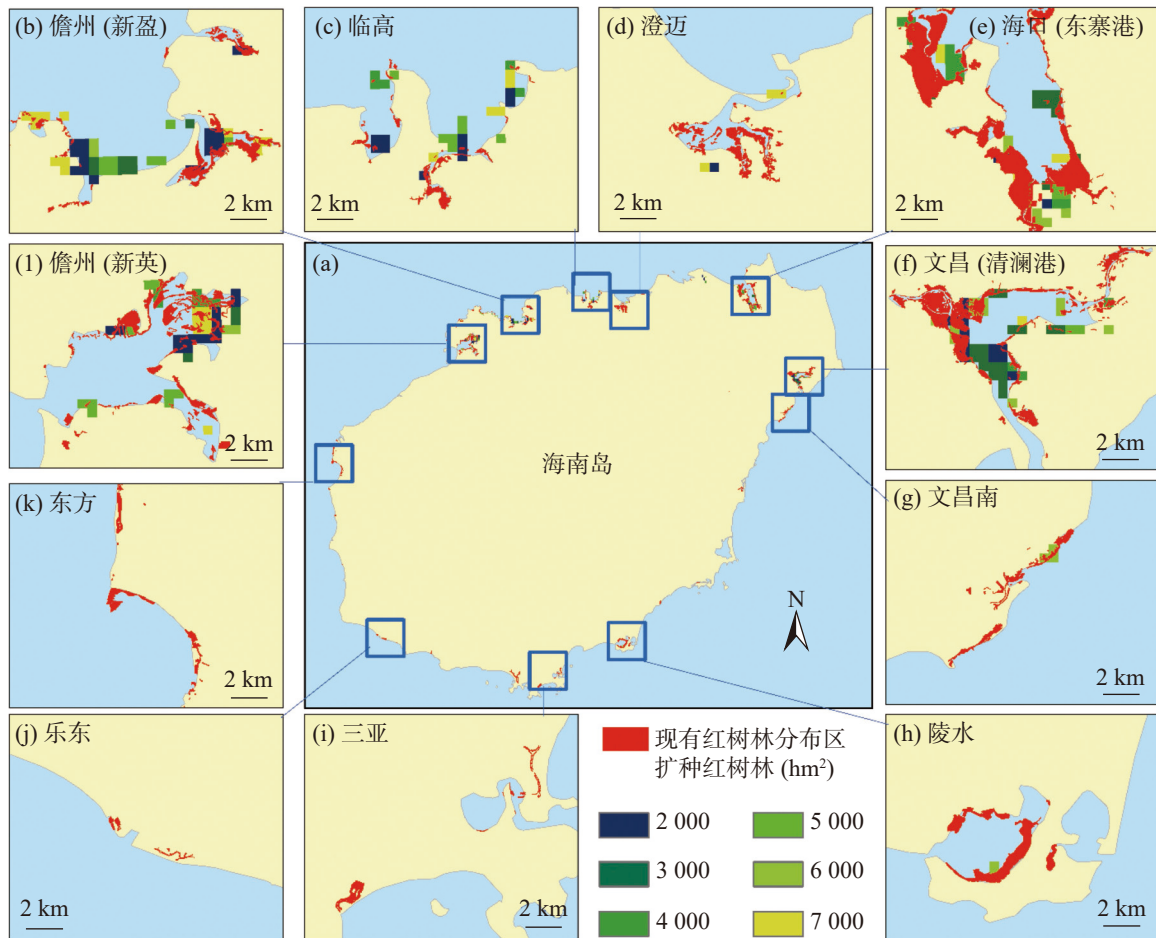 (b) 儋州 (新盈)
2 km
(c) 临高
2 km
(d) 澄迈
2 km
(e) 海口 (东寨港)
2 km
(1) 儋州 (新英)
2 km
(a)
海南岛
N
(f) 文昌 (清澜港)
2 km
(k) 东方
2 km
(g) 文昌南
2 km
(j) 乐东
2 km
(i) 三亚
2 km
现有红树林分布区
扩种红树林 (hm²)
2 000
5 000
3 000
6 000
4 000
7 000
(h) 陵水
2 km